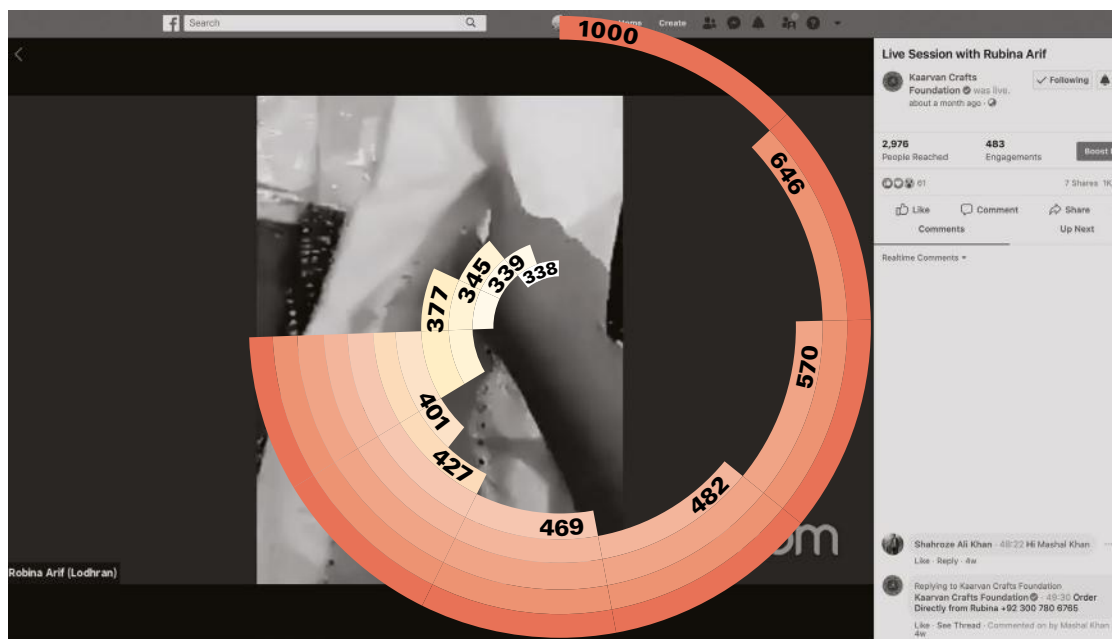 Search
Home
Create
1000
646
570
482
469
427
401
377
345
339
338
Robina Arif (Lodhran)
Live Session with Rubina Arif
Kaarvan Crafts
Foundation was live.
about a month ago
Following
2,976
People Reached
483
Engagements
Boost
61
7 Shares
Like
Comment
Share
Comments
Up Next
Realtime Comments
Shahroze Ali Khan · 48:22 Hi Mashal Khan
Like · Reply · 4w
Replying to Kaarvan Crafts Foundation
Kaarvan Crafts Foundation · 49:30 Order
Directly from Rubina +92 300 780 6765
Like · See Thread · Commented on by Mashal Khan
4w